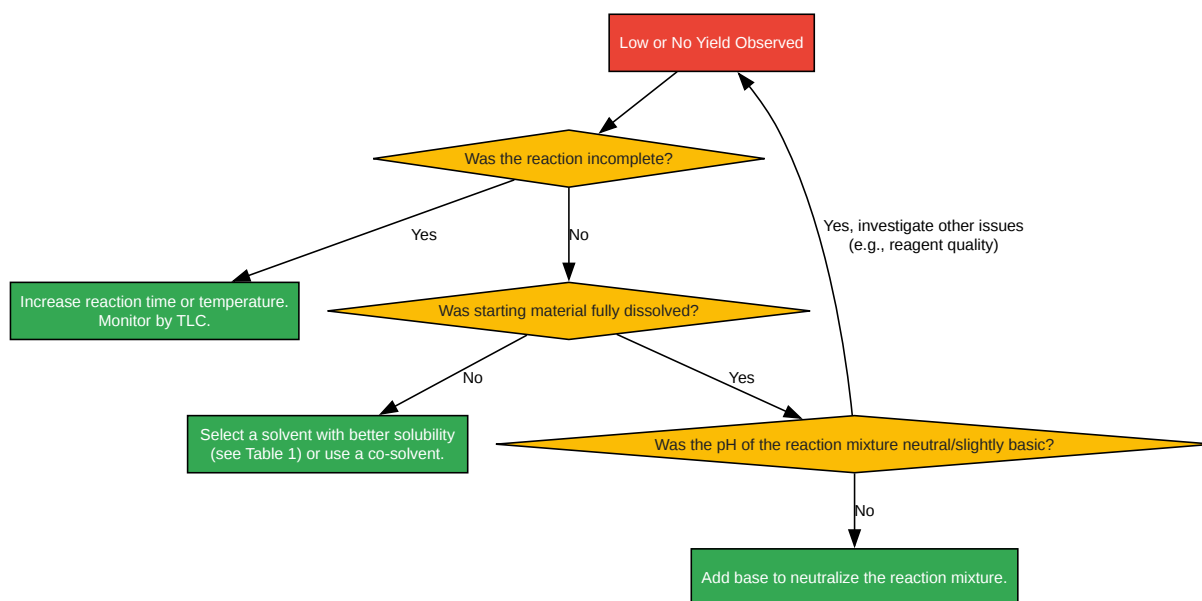 Low or No Yield Observed
Was the reaction incomplete?
Yes, investigate other issues
(e.g., reagent quality)
Yes
No
Increase reaction time or temperature.
Monitor by TLC.
Was starting material fully dissolved?
No
Yes
Select a solvent with better solubility
(see Table 1) or use a co-solvent.
Was the pH of the reaction mixture neutral/slightly basic?
No
Add base to neutralize the reaction mixture.